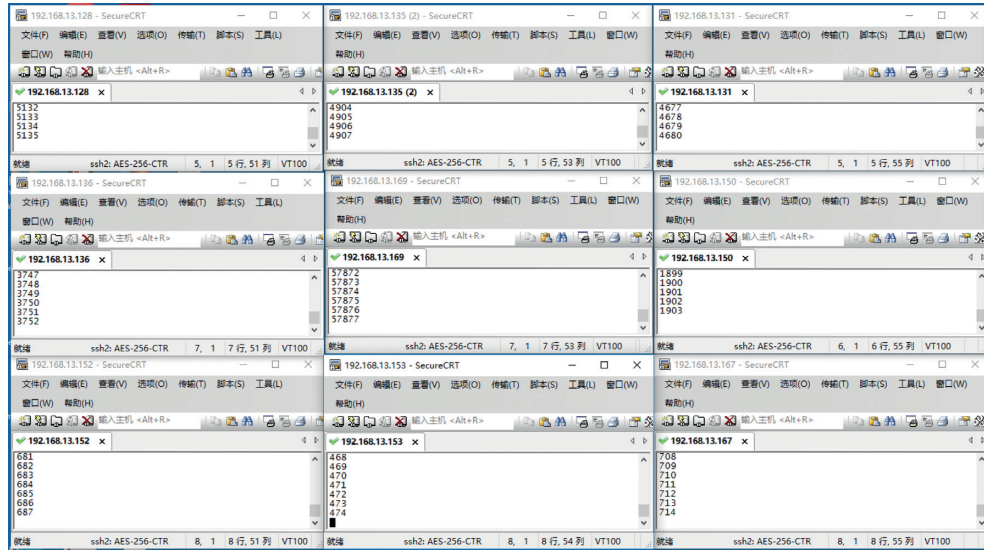 192.168.13.128 - SecureCRT
文件(F) 编辑(E) 查看(V) 选项(O) 传输(T) 脚本(S) 工具(L)
窗口(W) 帮助(H)
输入主机 <Alt+R>
192.168.13.128 x
5132
5133
5134
5135
就绪 ssh2: AES-256-CTR 5, 1 5行, 51列 VT100
192.168.13.135 (2) - SecureCRT
文件(F) 编辑(E) 查看(V) 选项(O) 传输(T) 脚本(S) 工具(L) 窗口(W)
帮助(H)
输入主机 <Alt+R>
192.168.13.135 (2) x
4904
4905
4906
4907
就绪 ssh2: AES-256-CTR 5, 1 5行, 53列 VT100
192.168.13.131 - SecureCRT
文件(F) 编辑(E) 查看(V) 选项(O) 传输(T) 脚本(S) 工具(L) 窗口(W)
帮助(H)
输入主机 <Alt+R>
192.168.13.131 x
4677
4678
4679
4680
就绪 ssh2: AES-256-CTR 5, 1 5行, 55列 VT100
192.168.13.136 - SecureCRT
文件(F) 编辑(E) 查看(V) 选项(O) 传输(T) 脚本(S) 工具(L)
窗口(W) 帮助(H)
输入主机 <Alt+R>
192.168.13.136 x
3747
3748
3749
3750
3751
3752
就绪 ssh2: AES-256-CTR 7, 1 7行, 51列 VT100
192.168.13.169 - SecureCRT
文件(F) 编辑(E) 查看(V) 选项(O) 传输(T) 脚本(S) 工具(L) 窗口(W)
帮助(H)
输入主机 <Alt+R>
192.168.13.169 x
57872
57873
57874
57875
57876
57877
就绪 ssh2: AES-256-CTR 7, 1 7行, 53列 VT100
192.168.13.150 - SecureCRT
文件(F) 编辑(E) 查看(V) 选项(O) 传输(T) 脚本(S) 工具(L) 窗口(W)
帮助(H)
输入主机 <Alt+R>
192.168.13.150 x
1899
1900
1901
1902
1903
就绪 ssh2: AES-256-CTR 6, 1 6行, 55列 VT100
192.168.13.152 - SecureCRT
文件(F) 编辑(E) 查看(V) 选项(O) 传输(T) 脚本(S) 工具(L)
窗口(W) 帮助(H)
输入主机 <Alt+R>
192.168.13.152 x
681
682
683
684
685
686
687
就绪 ssh2: AES-256-CTR 8, 1 8行, 51列 VT100
192.168.13.153 - SecureCRT
文件(F) 编辑(E) 查看(V) 选项(O) 传输(T) 脚本(S) 工具(L) 窗口(W)
帮助(H)
输入主机 <Alt+R>
192.168.13.153 x
468
469
470
471
472
473
474
就绪 ssh2: AES-256-CTR 8, 1 8行, 54列 VT100
192.168.13.167 - SecureCRT
文件(F) 编辑(E) 查看(V) 选项(O) 传输(T) 脚本(S) 工具(L) 窗口(W)
帮助(H)
输入主机 <Alt+R>
192.168.13.167 x
708
709
710
711
712
713
714
就绪 ssh2: AES-256-CTR 8, 1 8行, 55列 VT100